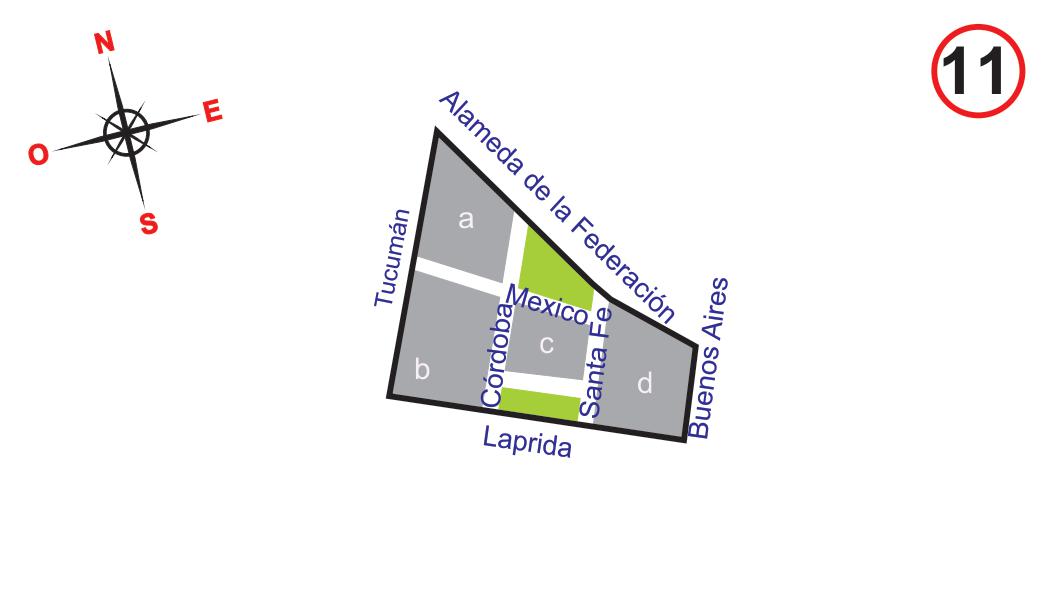 N
11
E
O
S
Alameda de la Federación
Tucumán
a
Mexico
Buenos Aires
Córdoba
Santa Fe
c
b
d
Laprida